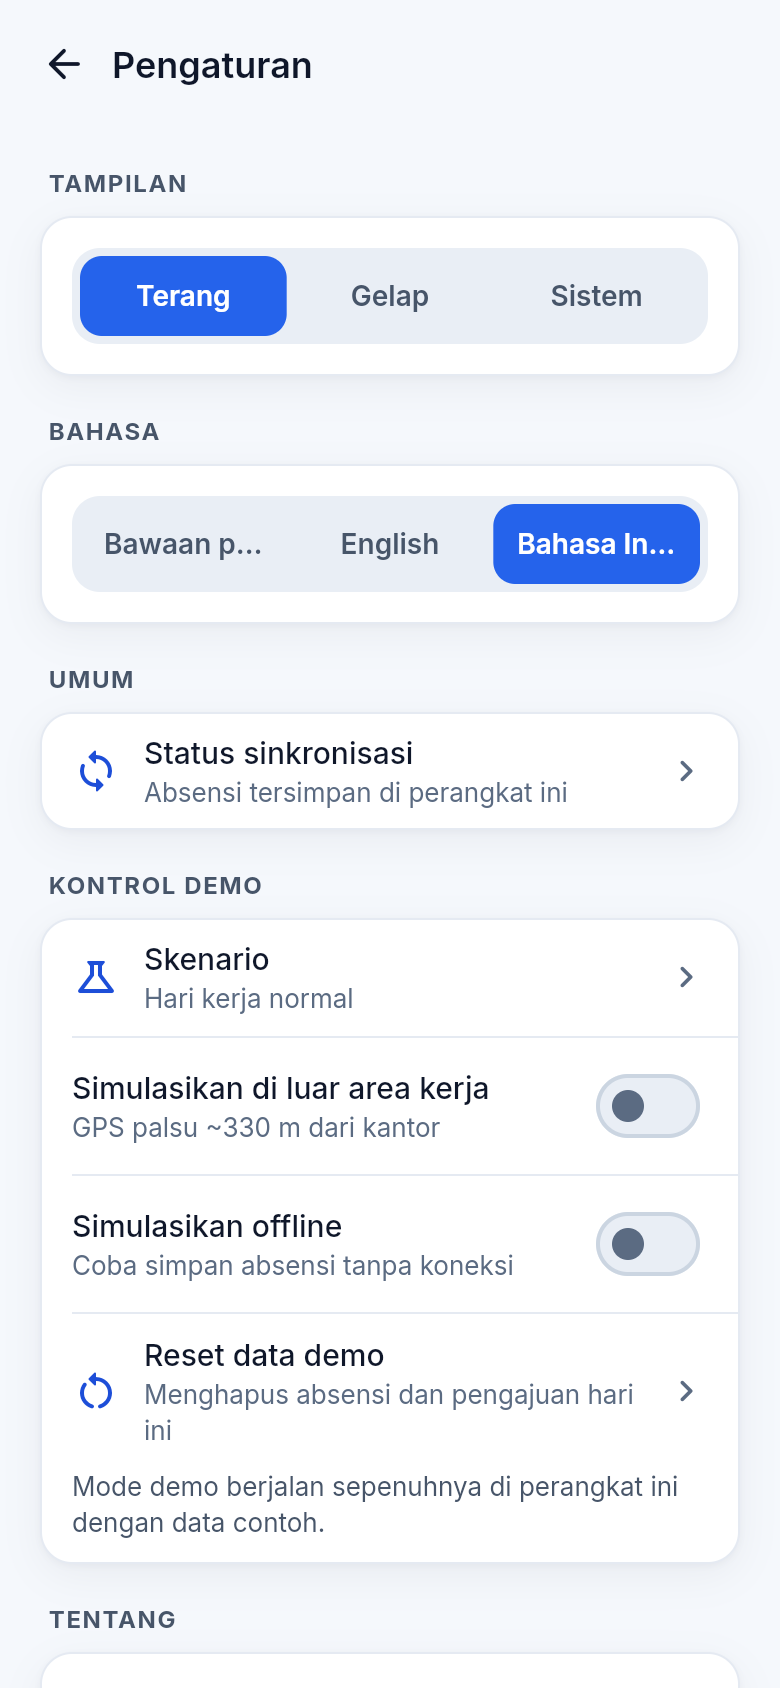 Pengaturan
TAMPILAN
Terang
Gelap
Sistem
BAHASA
Bawaan p...
English
Bahasa In...
UMUM
Status sinkronisasi
Absensi tersimpan di perangkat ini
KONTROL DEMO
Skenario
Hari kerja normal
Simulasikan di luar area kerja
GPS palsu ~330 m dari kantor
Simulasikan offline
Coba simpan absensi tanpa koneksi
Reset data demo
Menghapus absensi dan pengajuan hari
ini
Mode demo berjalan sepenuhnya di perangkat ini
dengan data contoh.
TENTANG